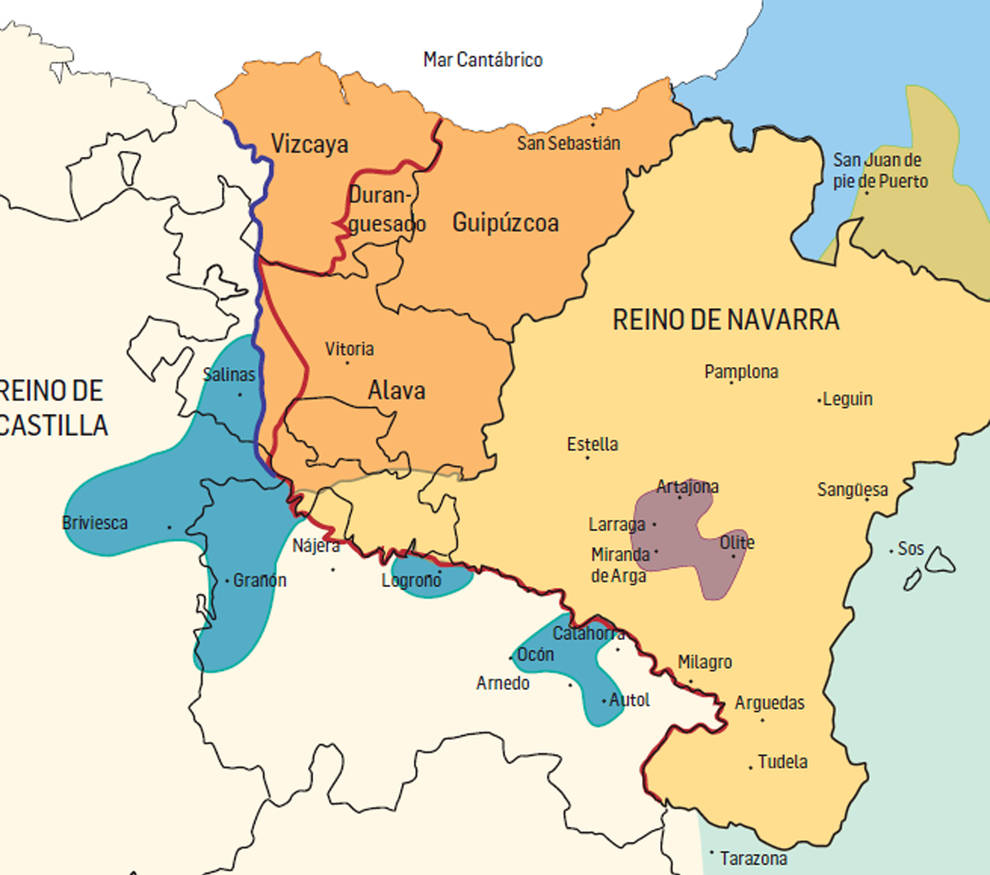 Mar Cantábrico
Vizcaya
San Sebastián
San Juan de
pie de Puerto
Duran-
guesado
Guipúzcoa
REINO DE NAVARRA
Vitoria
Salinas
Pamplona
REINO DE
CASTILLA
Alava
Leguin
Estella
Artajona
Sangüesa
Briviesca
Larraga
Nájera
Olite
Sos
Miranda
de Arga
Grañón
Logroño
Calahorra
Ocón
Milagro
Arnedo
Autol
Arguedas
Tudela
Tarazona